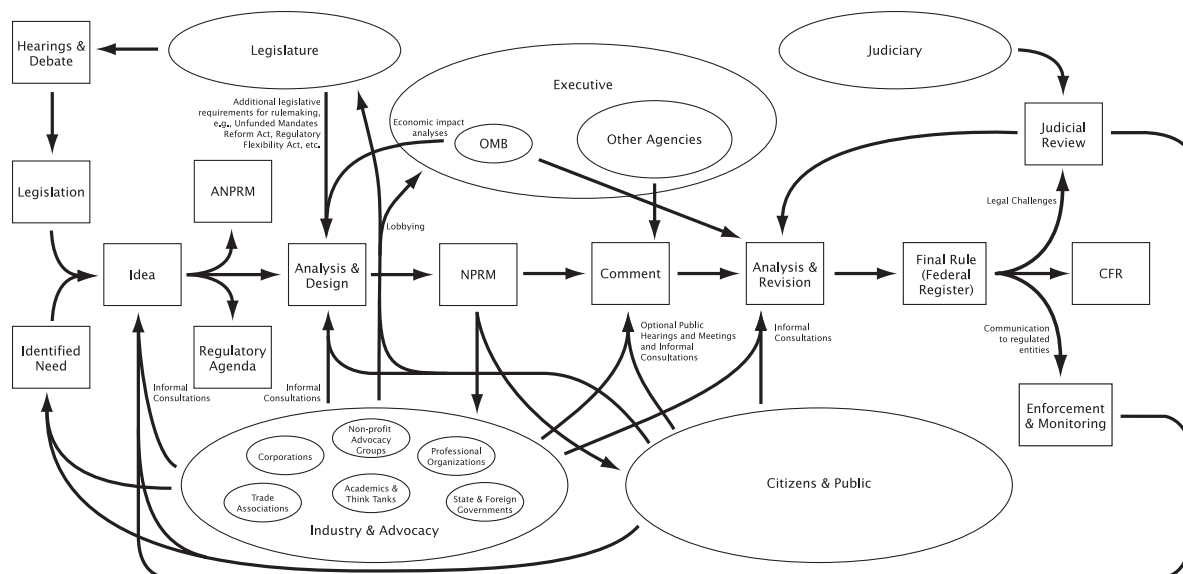 Hearings &
Debate
Legislature
Judiciary
Executive
Additional legislative
requirements for rulemaking,
e.g., Unfunded Mandates
Reform Act, Regulatory
Flexibility Act, etc.
Economic impact
analyses
OMB
Other Agencies
Judicial
Review
Legislation
ANPRM
Lobbying
Legal Challenges
Idea
Analysis &
Design
NPRM
Comment
Analysis &
Revision
Final Rule
(Federal
Register)
CFR
Identified
Need
Regulatory
Agenda
Optional Public
Hearings and Meetings
and Informal
Consultations
Informal
Consultations
Communication
to regulated
entities
Informal
Consultations
Informal
Consultations
Enforcement
& Monitoring
Corporations
Non-profit
Advocacy
Groups
Professional
Organizations
Trade
Associations
Academics &
Think Tanks
State & Foreign
Governments
Industry & Advocacy
Citizens & Public